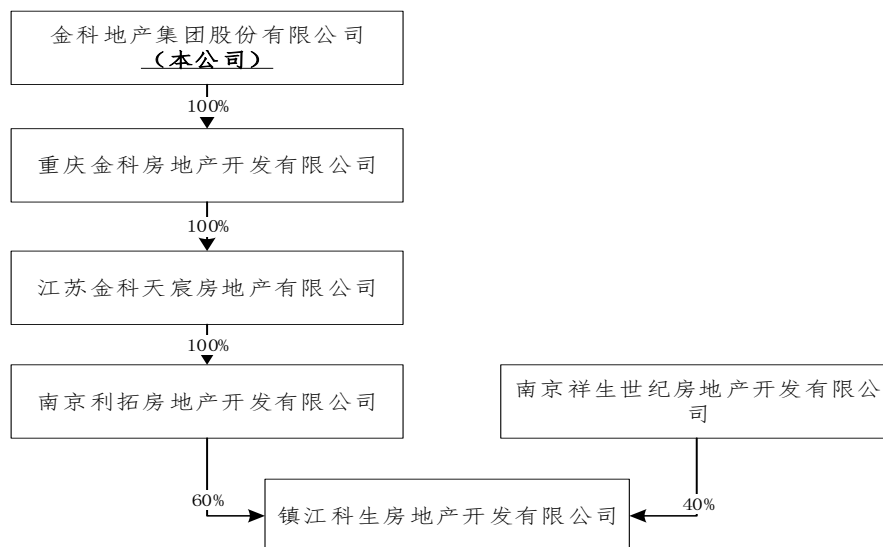 金科地产集团股份有限公司
（本公司）
100%
重庆金科房地产开发有限公司
100%
江苏金科天宸房地产有限公司
100%
南京利拓房地产开发有限公司
南京祥生世纪房地产开发有限公
司
60%
40%
镇江科生房地产开发有限公司